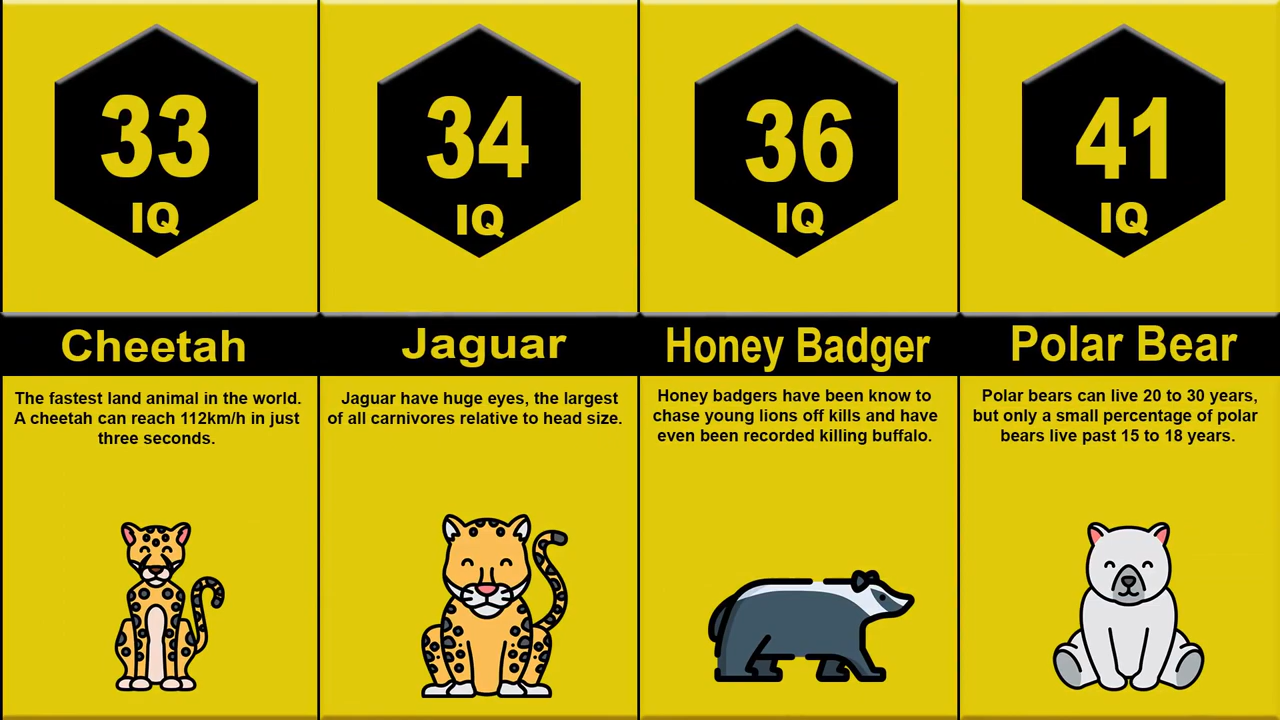 33
IQ
Cheetah
The fastest land animal in the world.
A cheetah can reach 112km/h in just
three seconds.
34
IQ
Jaguar
Jaguar have huge eyes, the largest
of all carnivores relative to head size.
36
IQ
Honey Badger
Honey badgers have been know to
chase young lions off kills and have
even been recorded killing buffalo.
41
IQ
Polar Bear
Polar bears can live 20 to 30 years,
but only a small percentage of polar
bears live past 15 to 18 years.